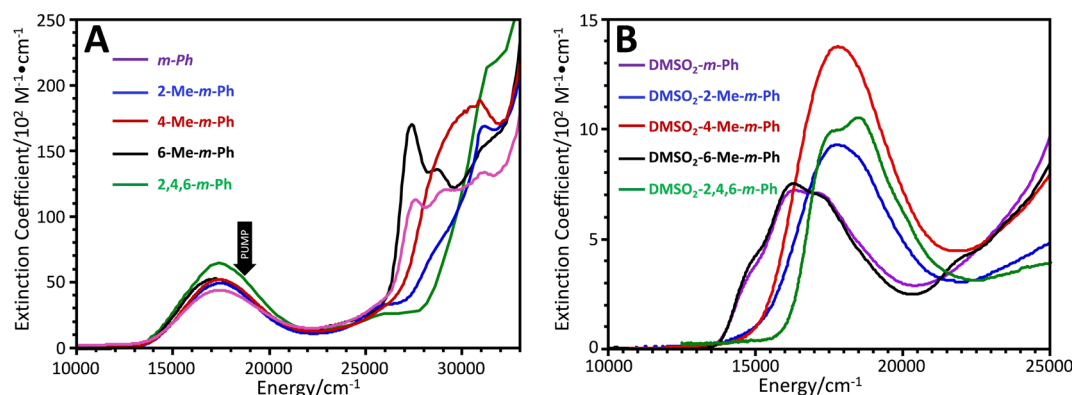 A
Extinction Coefficient/10² M⁻¹•cm⁻¹
250
200
150
100
50
0
m-Ph
2-Me-m-Ph
4-Me-m-Ph
6-Me-m-Ph
2,4,6-m-Ph
PUMP
10000 15000 20000 25000 30000
Energy/cm⁻¹
B
Extinction Coefficient/10² M⁻¹•cm⁻¹
15
10
5
0
DMSO₂-m-Ph
DMSO₂-2-Me-m-Ph
DMSO₂-4-Me-m-Ph
DMSO₂-6-Me-m-Ph
DMSO₂-2,4,6-m-Ph
10000 15000 20000 25000
Energy/cm⁻¹